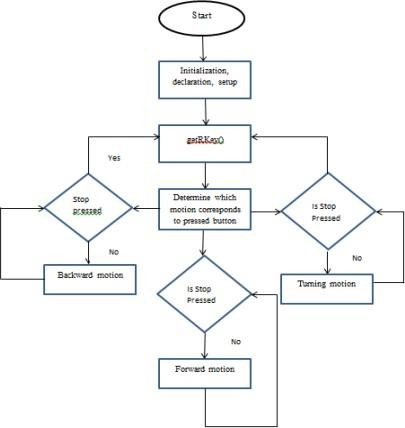 Start
Initialization,
declaration, setup
getRKey()
Yes
Stop
pressed
Determine which
motion corresponds
to pressed button
Is Stop
Pressed
No
No
Backward motion
Is Stop
Pressed
Turning motion
No
Forward motion